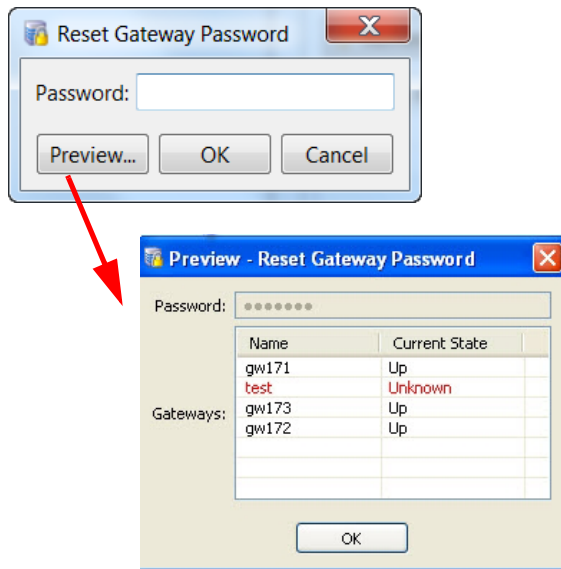 Reset Gateway Password
Password:
Preview... OK Cancel
Preview - Reset Gateway Password
Password: ●●●●●●●
Name Current State
gw171 Up
test Unknown
Gateways: gw173 Up
gw172 Up
OK